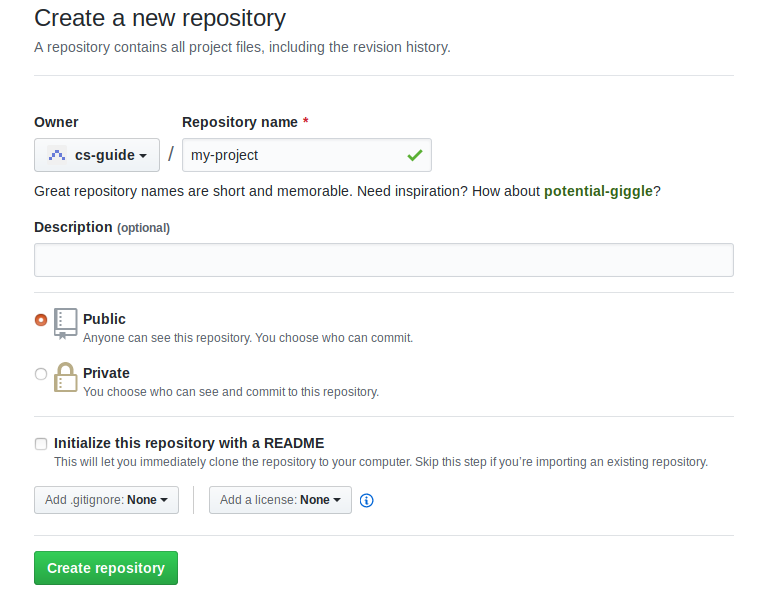 Create a new repository
A repository contains all project files, including the revision history.
Owner
Repository name *
cs-guide
/
my-project
Great repository names are short and memorable. Need inspiration? How about potential-giggle?
Description (optional)
Public
Anyone can see this repository. You choose who can commit.
Private
You choose who can see and commit to this repository.
Initialize this repository with a README
This will let you immediately clone the repository to your computer. Skip this step if you’re importing an existing repository.
Add .gitignore: None
Add a license: None
Create repository